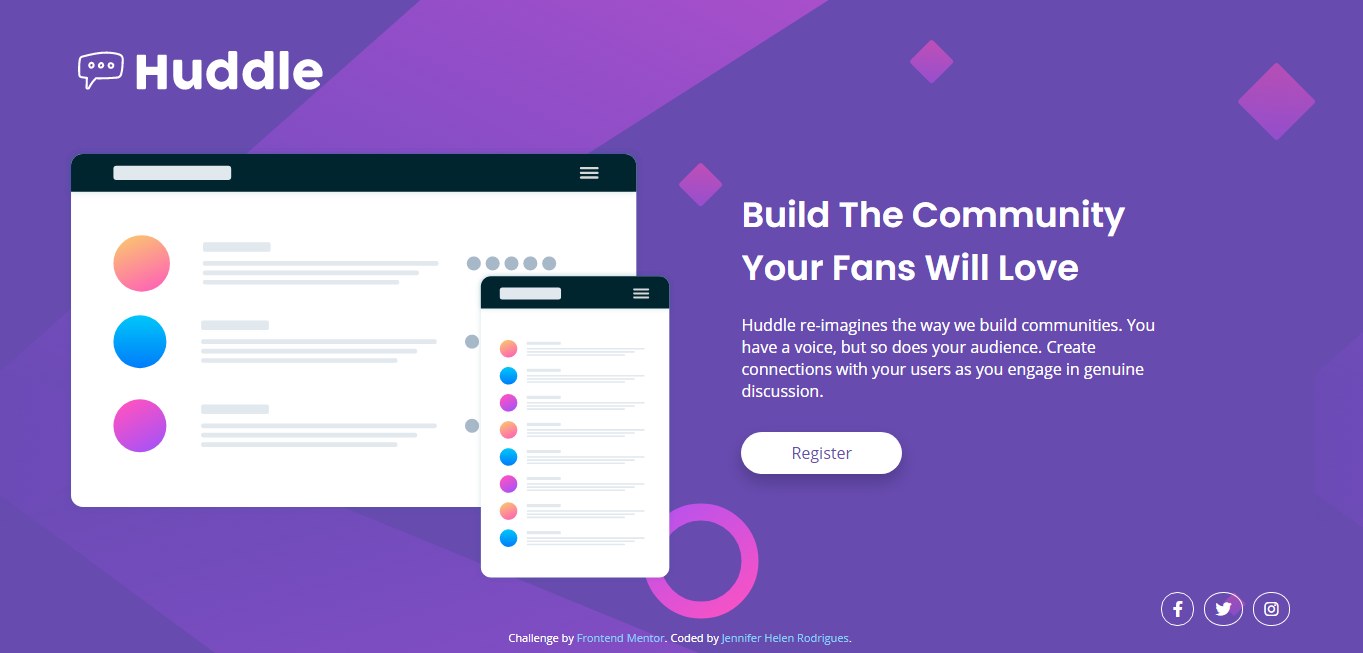 Huddle
Build The Community
Your Fans Will Love
Huddle re-imagines the way we build communities. You
have a voice, but so does your audience. Create
connections with your users as you engage in genuine
discussion.
Register
Challenge by Frontend Mentor. Coded by Jennifer Helen Rodrigues.